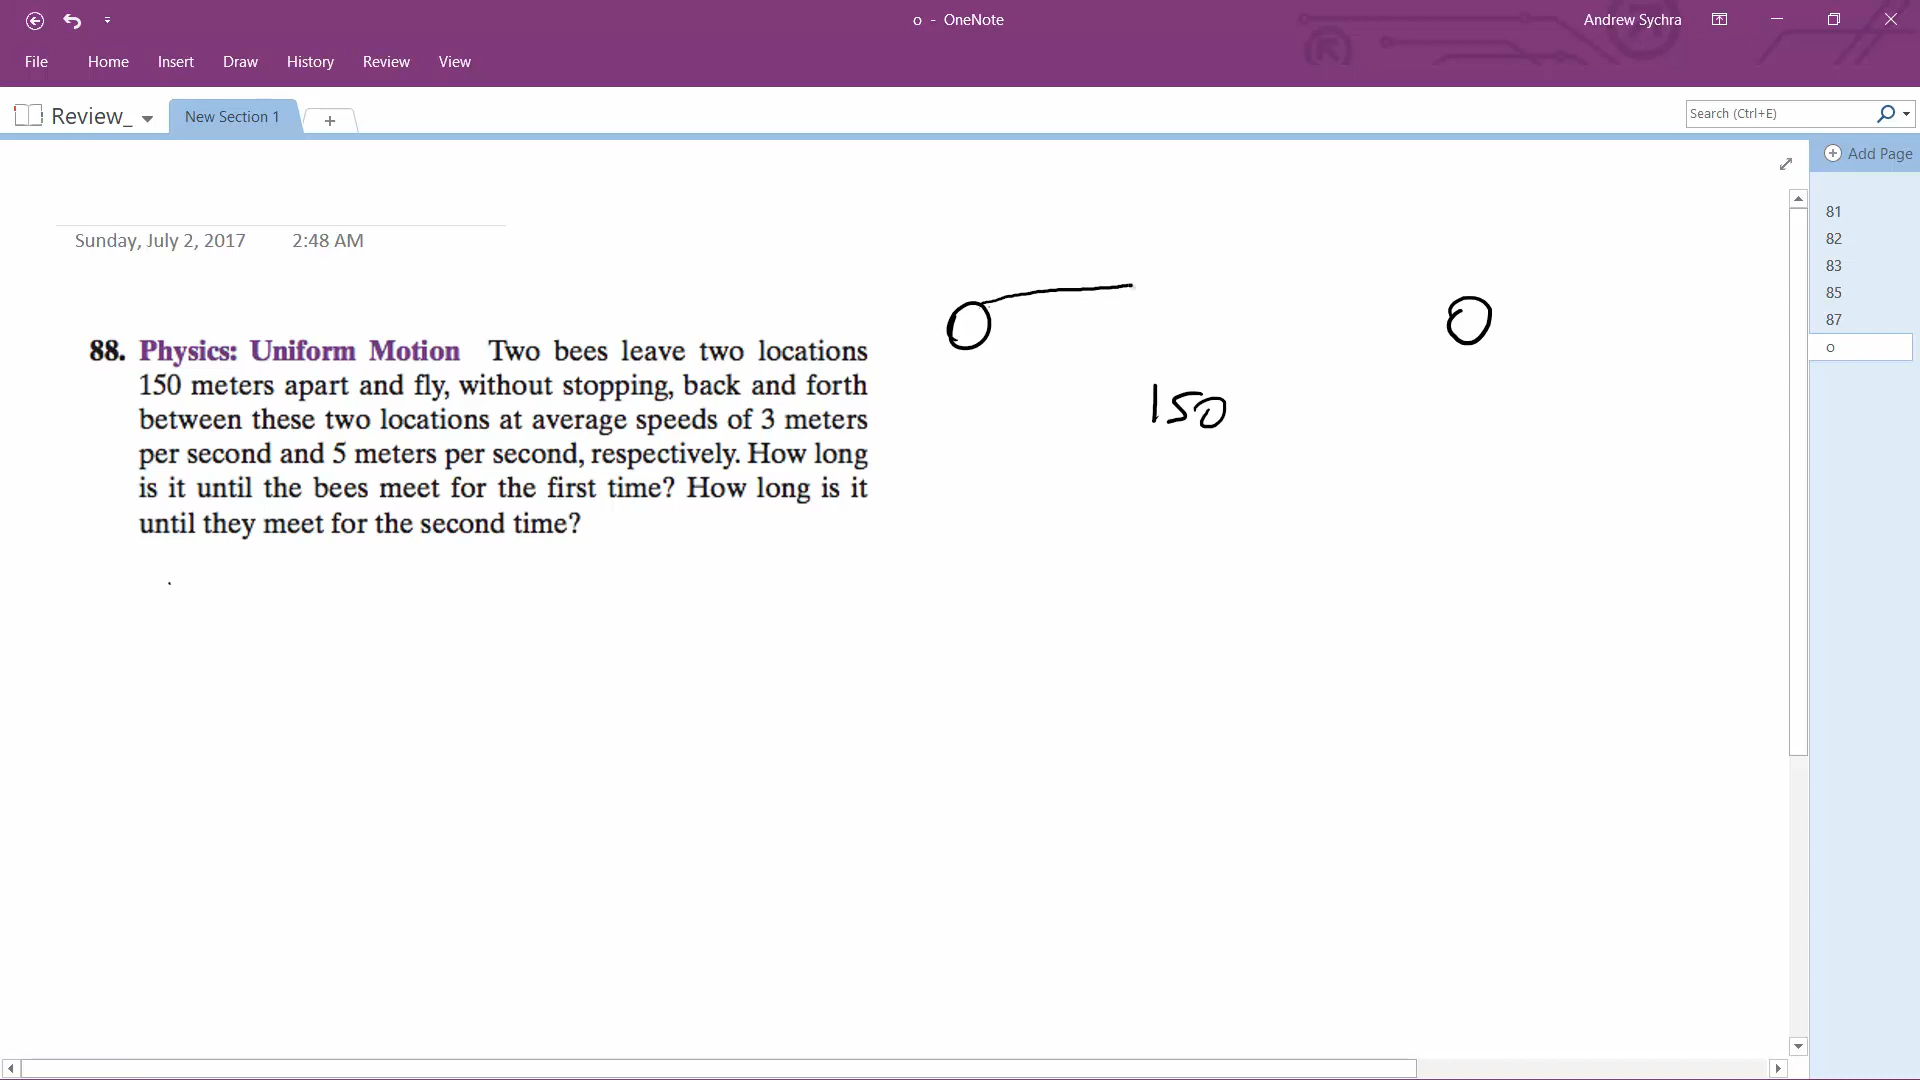 o - OneNote
Andrew Sychra
File Home Insert Draw History Review View
Review_
New Section 1
+
Search (Ctrl+E)
Add Page
Sunday, July 2, 2017 2:48 AM
88. Physics: Uniform Motion Two bees leave two locations
150 meters apart and fly, without stopping, back and forth
between these two locations at average speeds of 3 meters
per second and 5 meters per second, respectively. How long
is it until the bees meet for the first time? How long is it
until they meet for the second time?
150
81
82
83
85
87
o